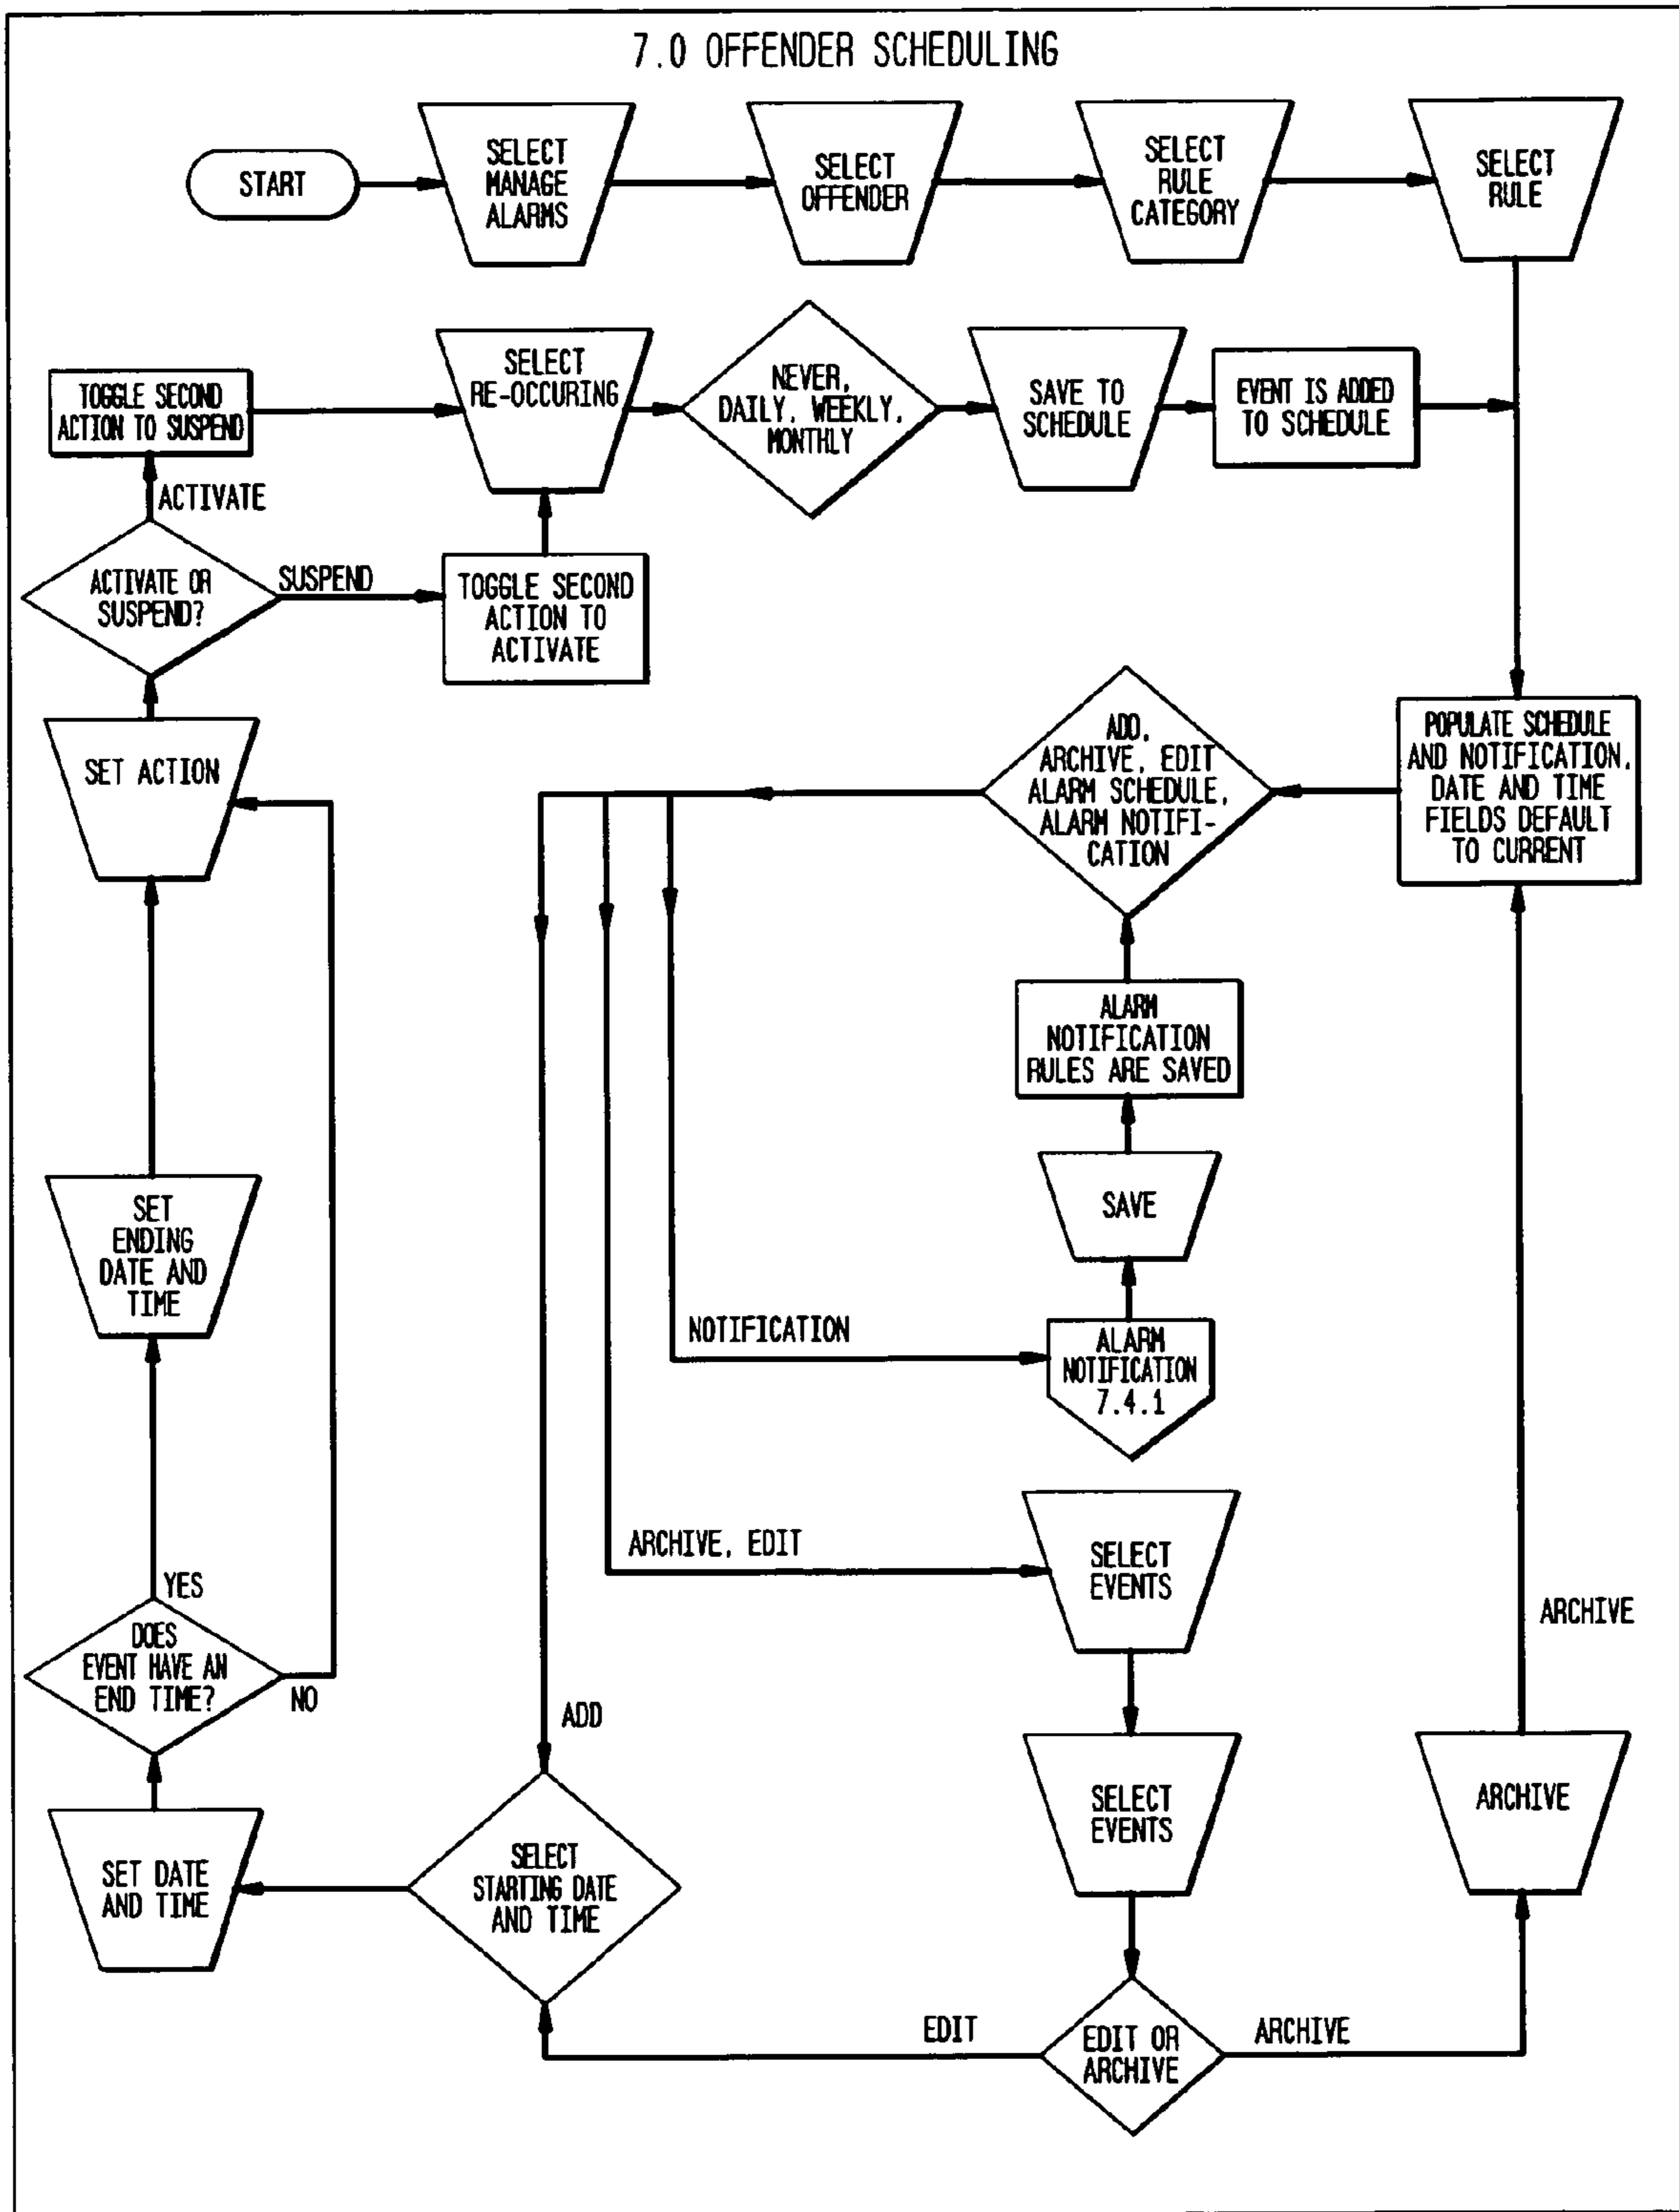 7.0 OFFENDER SCHEDULING
START
SELECT
MANAGE
ALARMS
SELECT
OFFENDER
SELECT
RULE
CATEGORY
SELECT
RULE
TOGGLE SECOND
ACTION TO SUSPEND
SELECT
RE-OCCURING
NEVER,
DAILY, WEEKLY,
MONTHLY
SAVE TO
SCHEDULE
EVENT IS ADDED
TO SCHEDULE
ACTIVATE
ACTIVATE OR
SUSPEND?
SUSPEND
TOGGLE SECOND
ACTION TO
ACTIVATE
SET ACTION
ADD,
ARCHIVE, EDIT
ALARM SCHEDULE,
ALARM NOTIFI-
CATION
POPULATE SCHEDULE
AND NOTIFICATION,
DATE AND TIME
FIELDS DEFAULT
TO CURRENT
ALARM
NOTIFICATION
RULES ARE SAVED
SAVE
SET
ENDING
DATE AND
TIME
NOTIFICATION
ALARM
NOTIFICATION
7.4.1
ARCHIVE, EDIT
SELECT
EVENTS
YES
DOES
EVENT HAVE AN
END TIME?
NO
ADD
ARCHIVE
SELECT
EVENTS
ARCHIVE
SET DATE
AND TIME
SELECT
STARTING DATE
AND TIME
EDIT
EDIT OR
ARCHIVE
ARCHIVE